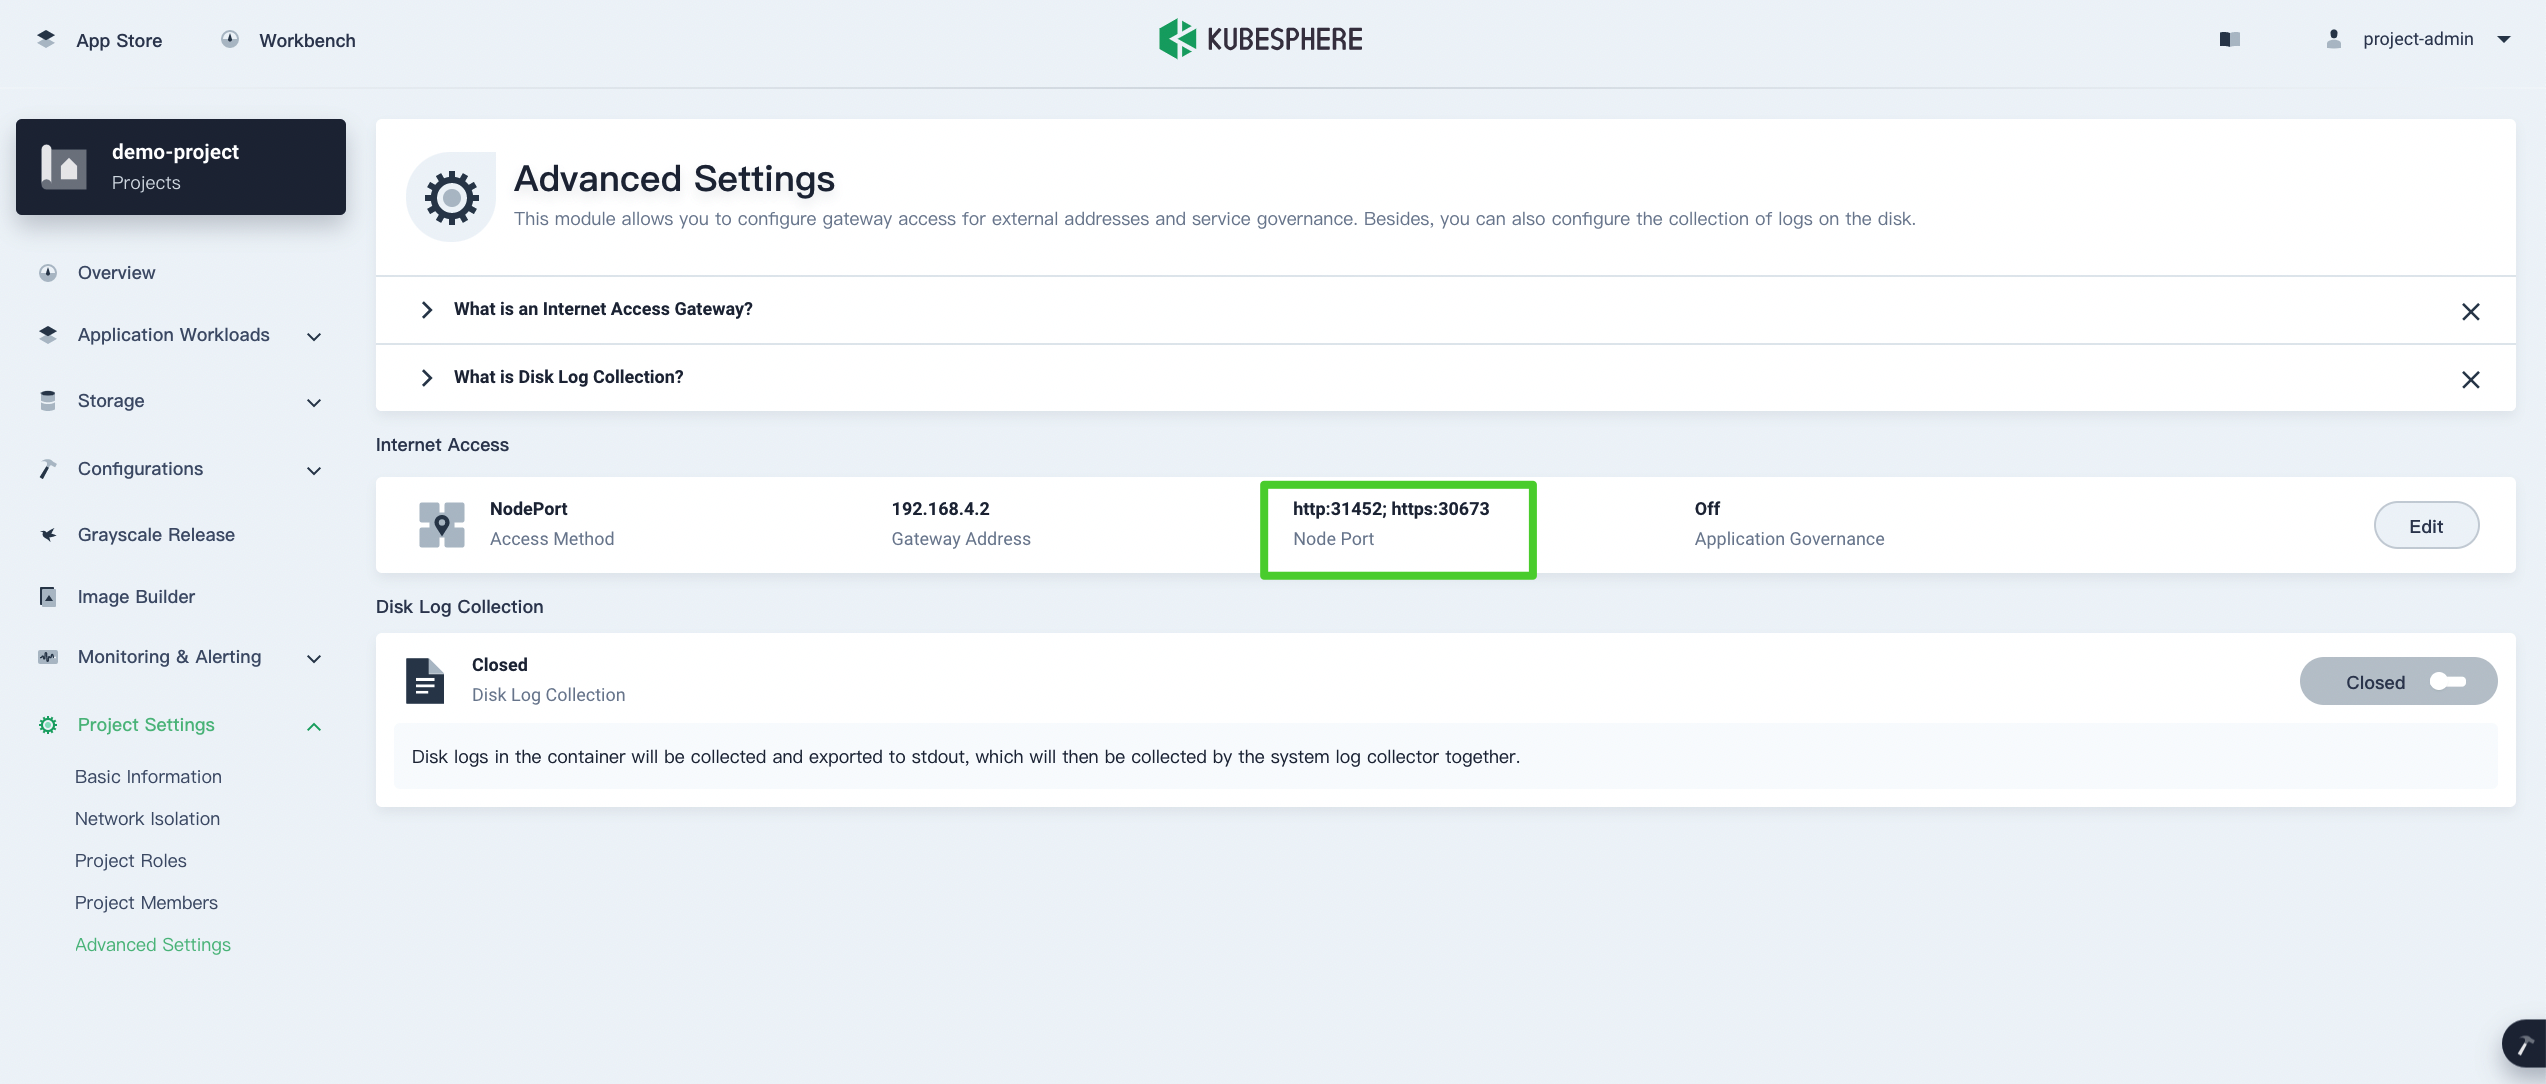 App Store
Workbench
KUBESPHERE
project-admin
demo-project
Projects
Overview
Application Workloads
Storage
Configurations
Grayscale Release
Image Builder
Monitoring & Alerting
Project Settings
Basic Information
Network Isolation
Project Roles
Project Members
Advanced Settings
Advanced Settings
This module allows you to configure gateway access for external addresses and service governance. Besides, you can also configure the collection of logs on the disk.
What is an Internet Access Gateway?
What is Disk Log Collection?
Internet Access
NodePort
Access Method
192.168.4.2
Gateway Address
http:31452; https:30673
Node Port
Off
Application Governance
Edit
Disk Log Collection
Closed
Disk Log Collection
Closed
Disk logs in the container will be collected and exported to stdout, which will then be collected by the system log collector together.